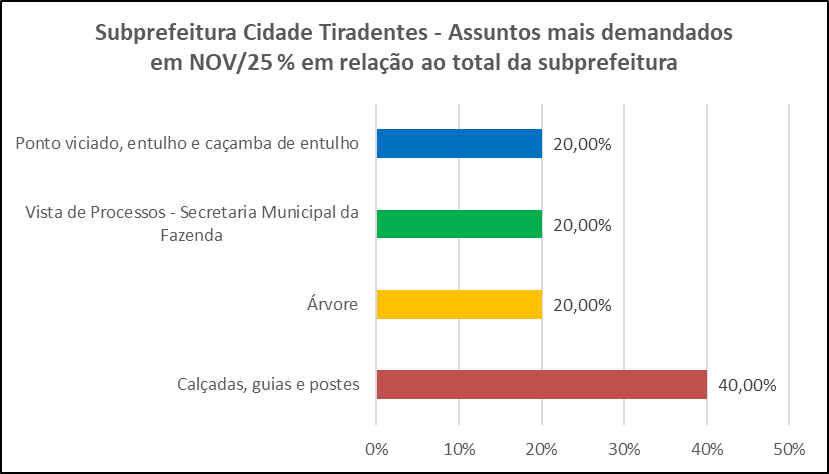 Subprefeitura Cidade Tiradentes - Assuntos mais demandados
em NOV/25 % em relação ao total da subprefeitura
Ponto viciado, entulho e caçamba de entulho
20,00%
Vista de Processos - Secretaria Municipal da
Fazenda
20,00%
Árvore
20,00%
Calçadas, guias e postes
40,00%
0% 10% 20% 30% 40% 50%